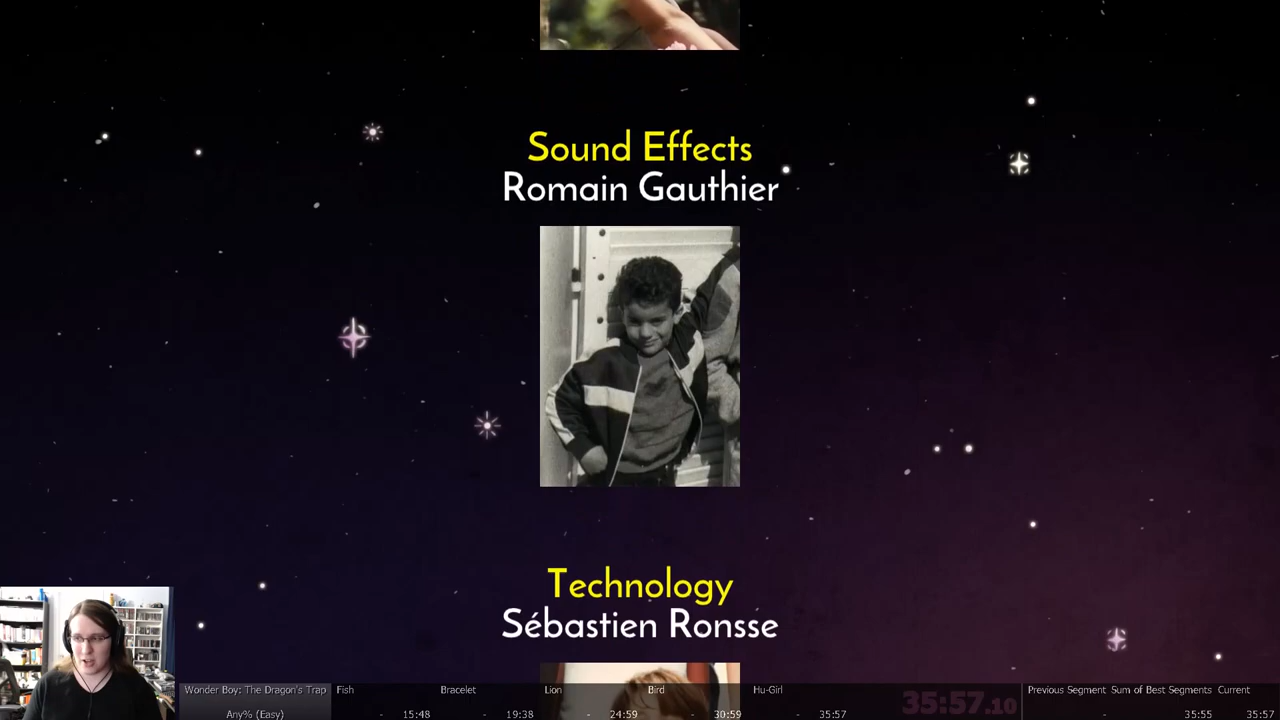 Sound Effects
Romain Gauthier
Technology
Sébastien Ronsse
Wonder Boy: The Dragon's Trap Fish Bracelet Lion Bird Hu-Girl 35:57.10 Previous Segment Sum of Best Segments Current
Any% (Easy) - 15:48 - 19:38 - 24:59 - 30:59 - 35:57 - 35:55 35:57